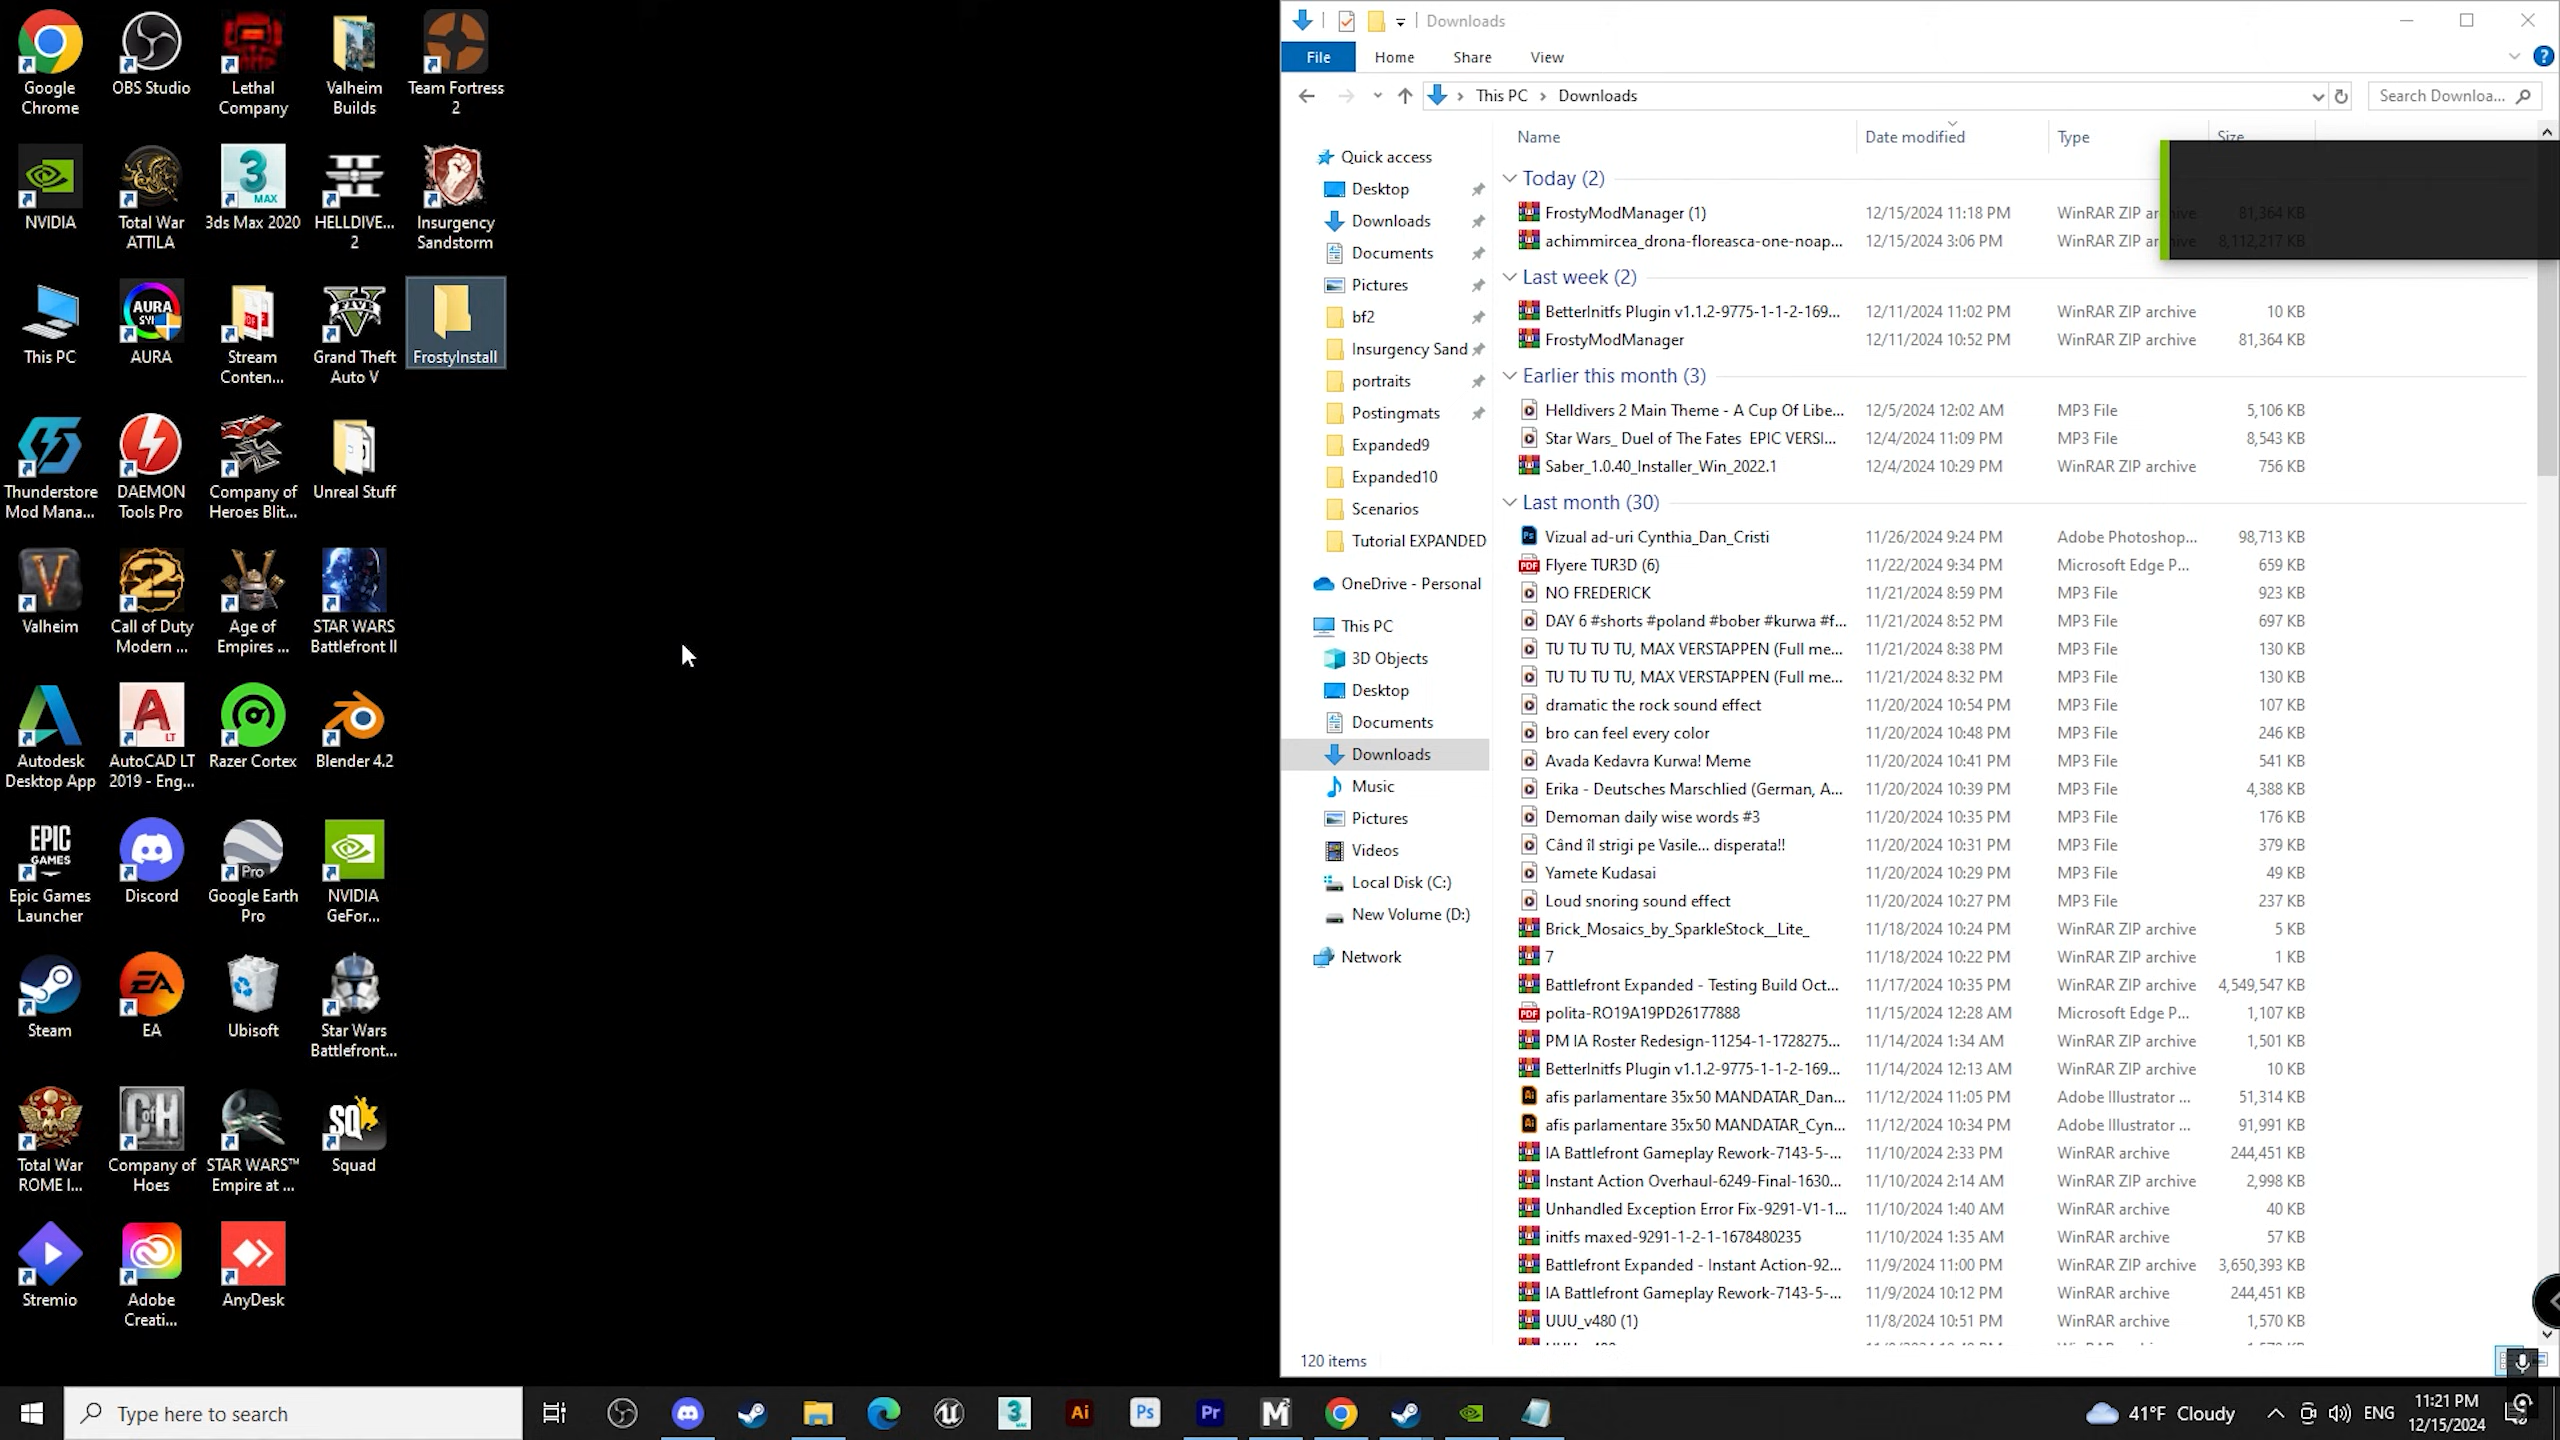 Google
Chrome
OBS Studio
Lethal
Company
Valheim
Builds
Team Fortress
2
NVIDIA
Total War
ATTILA
3
MAX
3ds Max 2020
HELLDIVE...
2
Insurgency
Sandstorm
This PC
AURA
AURA
Stream
Conten...
FIVE
Grand Theft
Auto V
FrostyInstall
Thunderstore
Mod Mana...
DAEMON
Tools Pro
Company of
Heroes Blit...
Unreal Stuff
Valheim
Call of Duty
Modern ...
Age of
Empires ...
STAR WARS
Battlefront II
Autodesk
Desktop App
AutoCAD LT
2019 - Eng...
Razer Cortex
Blender 4.2
EPIC
GAMES
Epic Games
Launcher
Discord
Pro
Google Earth
Pro
NVIDIA
GeFor...
Steam
EA
EA
Ubisoft
Star Wars
Battlefront...
Total War
ROME I...
Company of
Hoes
STAR WARS™
Empire at ...
SQ
Squad
Stremio
Adobe
Creati...
AnyDesk
Downloads
File Home Share View
This PC > Downloads
Search Downloa...
Name Date modified Type Size
Quick access
Desktop
Downloads
Documents
Pictures
bf2
Insurgency Sand
portraits
Postingmats
Expanded9
Expanded10
Scenarios
Tutorial EXPANDED
OneDrive - Personal
This PC
3D Objects
Desktop
Documents
Downloads
Music
Pictures
Videos
Local Disk (C:)
New Volume (D:)
Network
Today (2)
FrostyModManager (1) 12/15/2024 11:18 PM WinRAR ZIP archive 81,364 KB
achimmircea_drona-floreasca-one-noap... 12/15/2024 3:06 PM WinRAR ZIP archive 8,112,217 KB
Last week (2)
BetterInitfs Plugin v1.1.2-9775-1-1-2-169... 12/11/2024 11:02 PM WinRAR ZIP archive 10 KB
FrostyModManager 12/11/2024 10:52 PM WinRAR ZIP archive 81,364 KB
Earlier this month (3)
Helldivers 2 Main Theme - A Cup Of Libe... 12/5/2024 12:02 AM MP3 File 5,106 KB
Star Wars_ Duel of The Fates  EPIC VERSI... 12/4/2024 11:09 PM MP3 File 8,543 KB
Saber_1.0.40_Installer_Win_2022.1 12/4/2024 10:29 PM WinRAR ZIP archive 756 KB
Last month (30)
Vizual ad-uri Cynthia_Dan_Cristi 11/26/2024 9:24 PM Adobe Photoshop... 98,713 KB
Flyere TUR3D (6) 11/22/2024 9:34 PM Microsoft Edge P... 659 KB
NO FREDERICK 11/21/2024 8:59 PM MP3 File 923 KB
DAY 6 #shorts #poland #bober #kurwa #f... 11/21/2024 8:52 PM MP3 File 697 KB
TU TU TU TU, MAX VERSTAPPEN (Full me... 11/21/2024 8:38 PM MP3 File 130 KB
TU TU TU TU, MAX VERSTAPPEN (Full me... 11/21/2024 8:32 PM MP3 File 130 KB
dramatic the rock sound effect 11/20/2024 10:54 PM MP3 File 107 KB
bro can feel every color 11/20/2024 10:48 PM MP3 File 246 KB
Avada Kedavra Kurwa! Meme 11/20/2024 10:41 PM MP3 File 541 KB
Erika - Deutsches Marschlied (German, A... 11/20/2024 10:39 PM MP3 File 4,388 KB
Demoman daily wise words #3 11/20/2024 10:35 PM MP3 File 176 KB
Când îl strigi pe Vasile... disperata!! 11/20/2024 10:31 PM MP3 File 379 KB
Yamete Kudasai 11/20/2024 10:29 PM MP3 File 49 KB
Loud snoring sound effect 11/20/2024 10:27 PM MP3 File 237 KB
Brick_Mosaics_by_SparkleStock__Lite_ 11/18/2024 10:24 PM WinRAR ZIP archive 5 KB
7 11/18/2024 10:22 PM WinRAR ZIP archive 1 KB
Battlefront Expanded - Testing Build Oct... 11/17/2024 10:35 PM WinRAR ZIP archive 4,549,547 KB
polita-RO19A19PD26177888 11/15/2024 12:28 AM Microsoft Edge P... 1,107 KB
PM IA Roster Redesign-11254-1-1728275... 11/14/2024 1:34 AM WinRAR ZIP archive 1,501 KB
BetterInitfs Plugin v1.1.2-9775-1-1-2-169... 11/14/2024 12:13 AM WinRAR ZIP archive 10 KB
afis parlamentare 35x50 MANDATAR_Dan... 11/12/2024 11:05 PM Adobe Illustrator ... 51,314 KB
afis parlamentare 35x50 MANDATAR_Cyn... 11/12/2024 10:34 PM Adobe Illustrator ... 91,991 KB
IA Battlefront Gameplay Rework-7143-5-... 11/10/2024 2:33 PM WinRAR archive 244,451 KB
Instant Action Overhaul-6249-Final-1630... 11/10/2024 2:14 AM WinRAR ZIP archive 2,998 KB
Unhandled Exception Error Fix-9291-V1-1... 11/10/2024 1:40 AM WinRAR archive 40 KB
initfs maxed-9291-1-2-1-1678480235 11/10/2024 1:35 AM WinRAR archive 57 KB
Battlefront Expanded - Instant Action-92... 11/9/2024 11:00 PM WinRAR ZIP archive 3,650,393 KB
IA Battlefront Gameplay Rework-7143-5-... 11/9/2024 10:12 PM WinRAR archive 244,451 KB
UUU_v480 (1) 11/8/2024 10:51 PM WinRAR archive 1,570 KB
120 items
Type here to search
Ai
Ps
Pr
41°F Cloudy
ENG
11:21 PM
12/15/2024